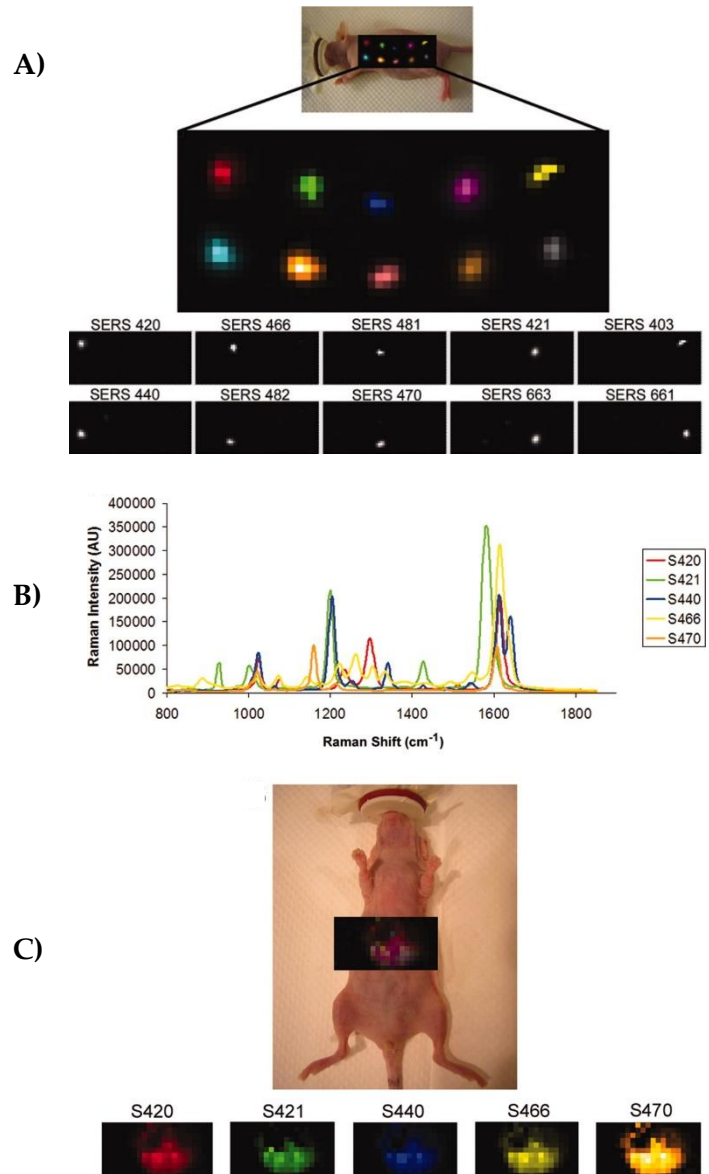 A)
SERS 420 SERS 466 SERS 481 SERS 421 SERS 403
SERS 440 SERS 482 SERS 470 SERS 663 SERS 661
B)
400000
350000
300000
250000
200000
150000
100000
50000
0
Raman Intensity (AU)
800 1000 1200 1400 1600 1800
Raman Shift (cm⁻¹)
S420
S421
S440
S466
S470
C)
S420 S421 S440 S466 S470